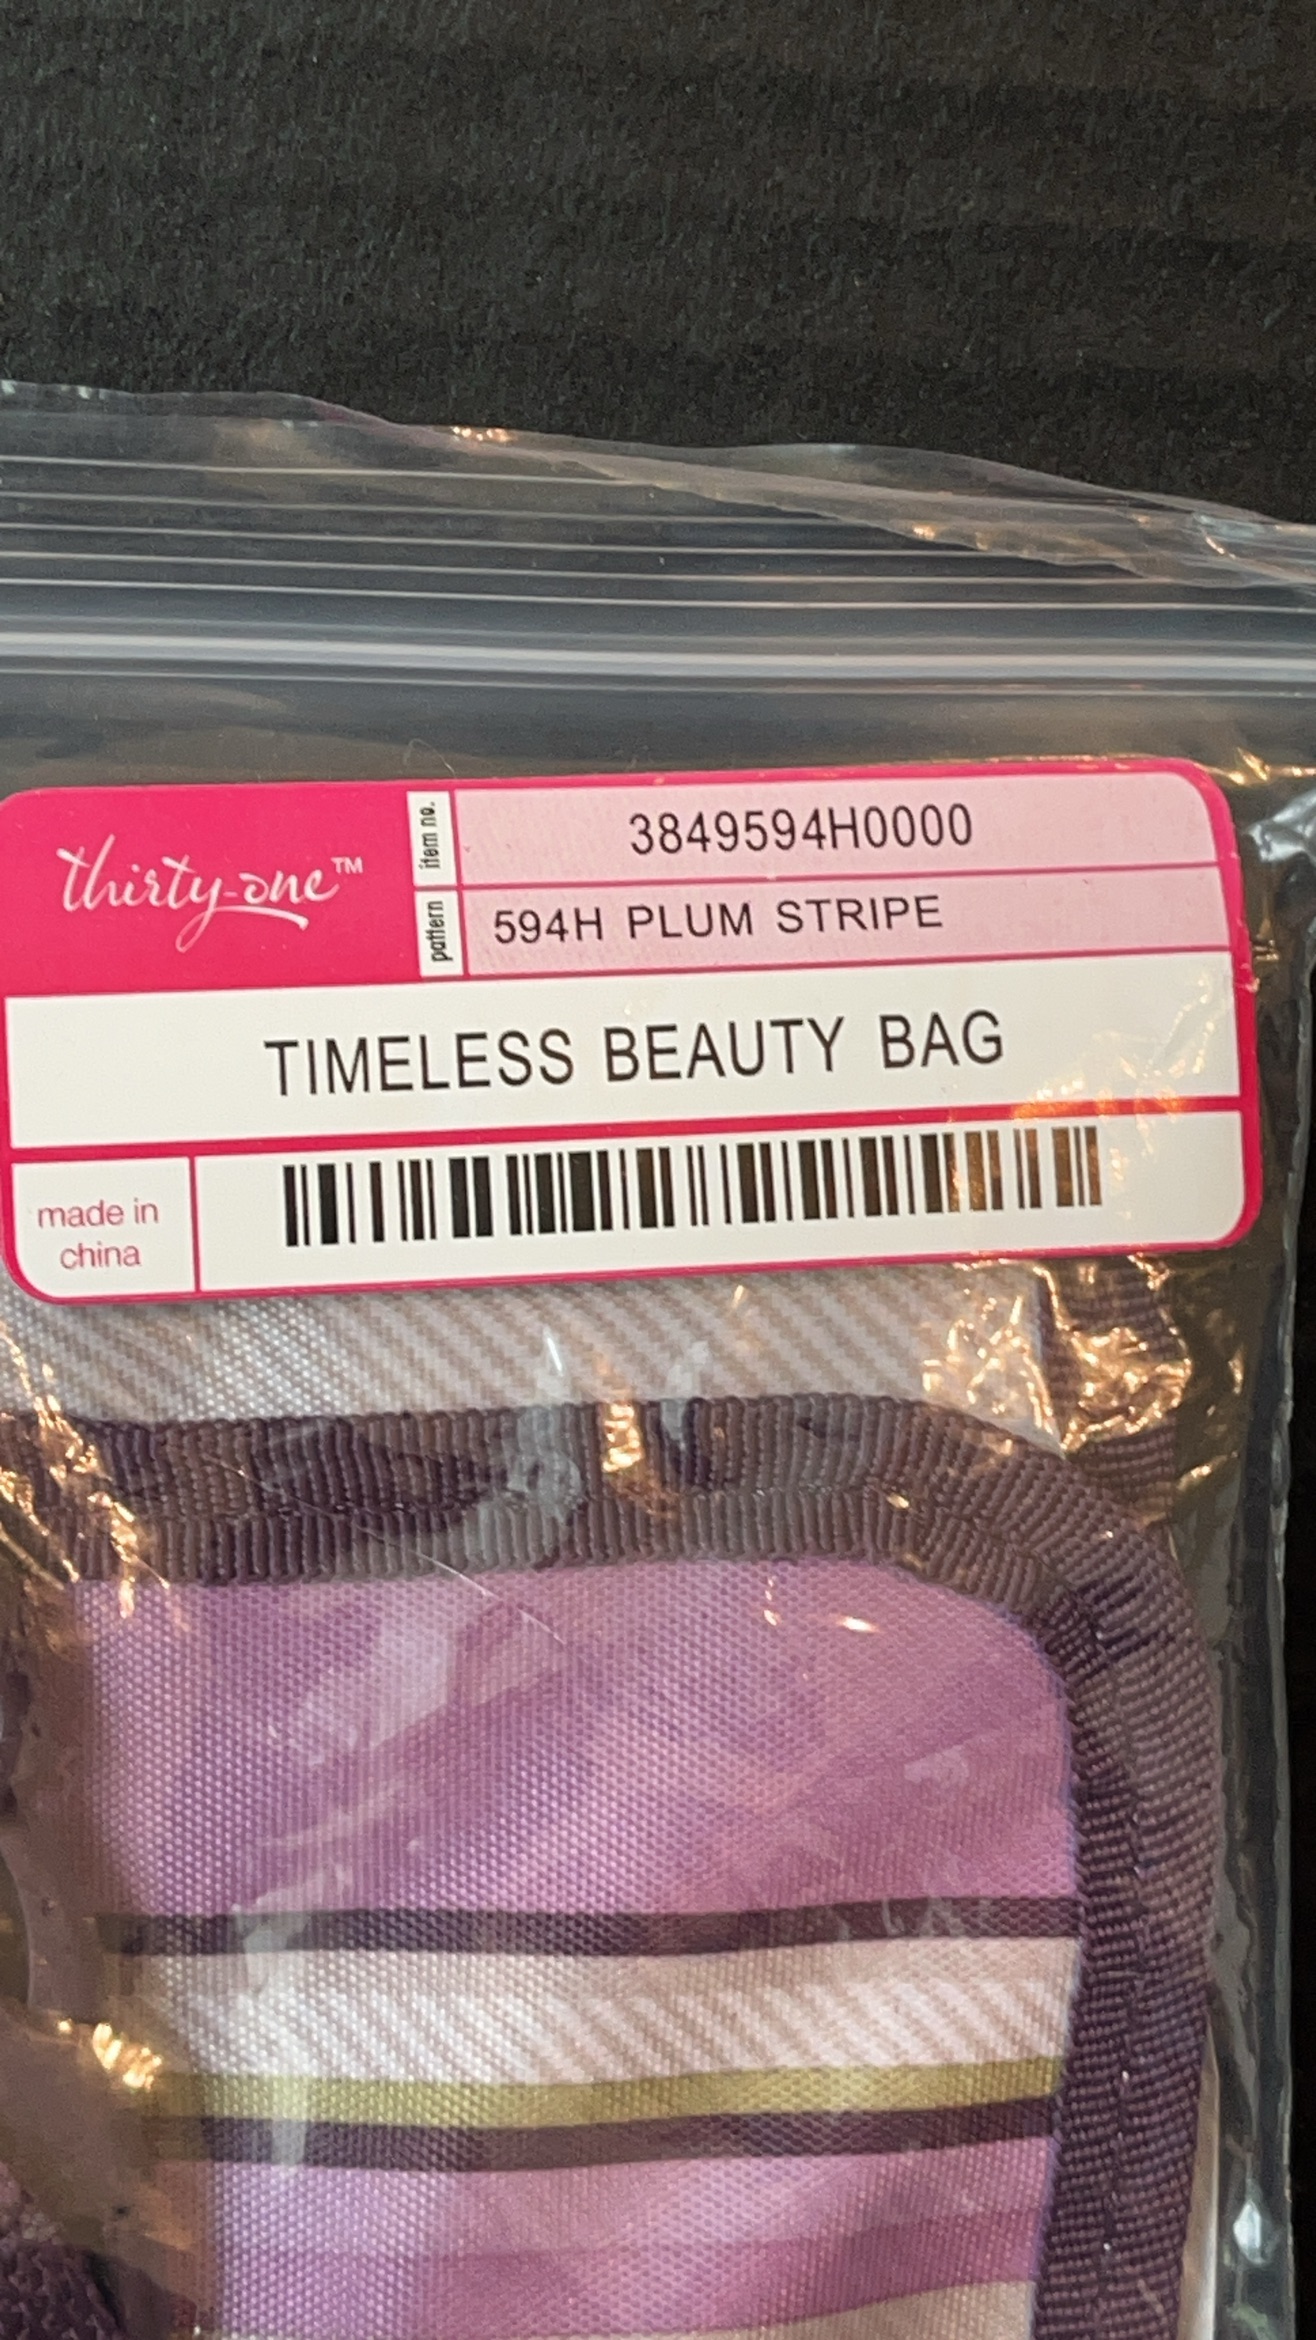 thirty-one™
item no.
3849594H0000
pattern
594H PLUM STRIPE
TIMELESS BEAUTY BAG
made in
china